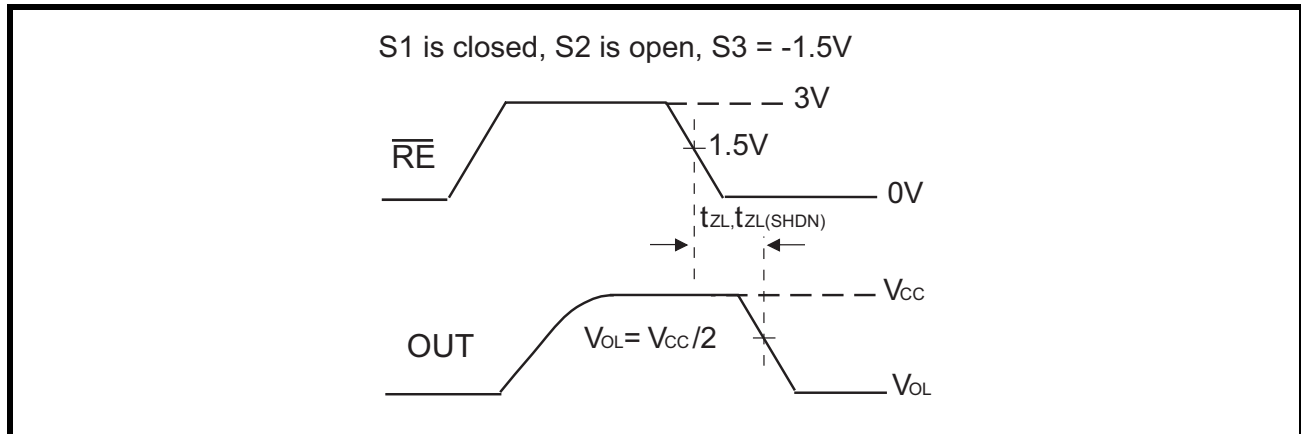 S1 is closed, S2 is open, S3 = -1.5V
3V
R̅E̅
1.5V
0V
tZL,tZL(SHDN)
VCC
OUT
VOL= VCC/2
VOL